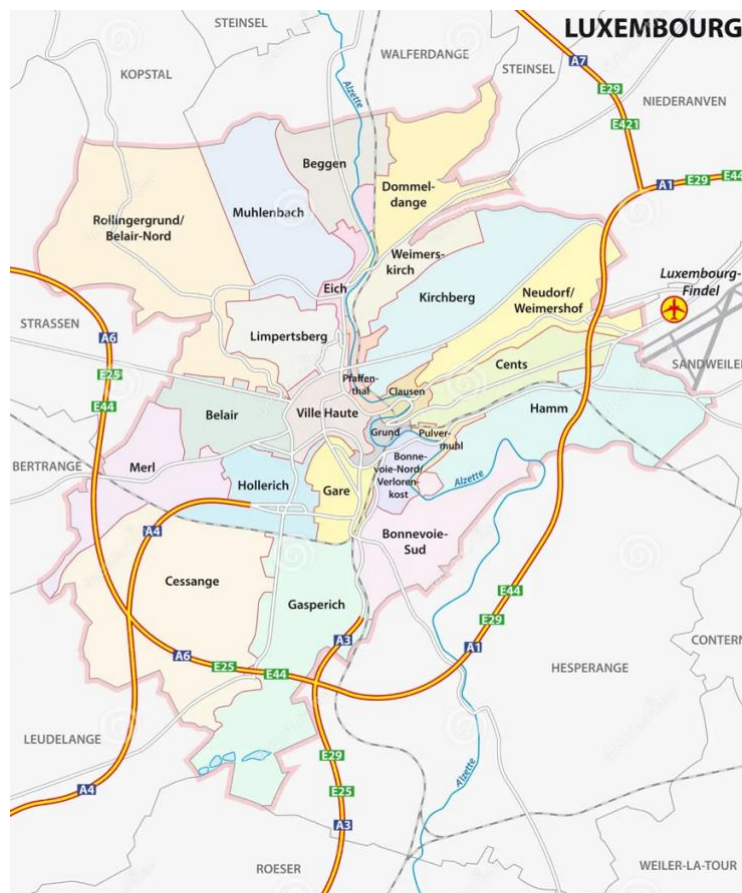 LUXEMBOURG
STEINSEL
WALFERDANGE
A7
KOPSTAL
STEINSEL
Alzette
E29
NIEDERANVEN
E421
Beggen
A1
E29
E44
Dommel-
dange
Rollingergrund/
Belair-Nord
Muhlenbach
Weimers-
kirch
Luxembourg-
Findel
Eich
Kirchberg
Neudorf/
Weimershof
STRASSEN
A6
Limpertsberg
E25
Cents
SANDWEILER
Pfaffen-
thal
Clausen
E44
Belair
Ville Haute
Hamm
Grund
Pulver-
muhl
BERTRANGE
Merl
Bonne-
voie-Nord/
Verloren-
kost
Hollerich
Gare
Alzette
A4
Bonnevoie-
Sud
Cessange
E44
Gasperich
E29
A3
A1
A6
E25
E44
HESPERANGE
CONTERN
LEUDELANGE
E29
Alzette
A4
E25
A3
ROESER
WEILER-LA-TOUR